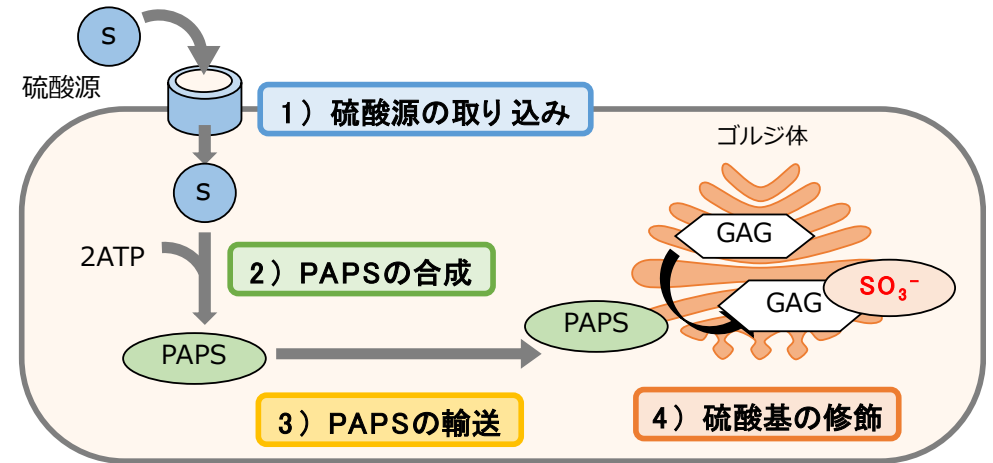 S
硫酸源
1）硫酸源の取り込み
ゴルジ体
S
GAG
2ATP
2）PAPSの合成
GAG
SO₃⁻
PAPS
PAPS
3）PAPSの輸送
4）硫酸基の修飾